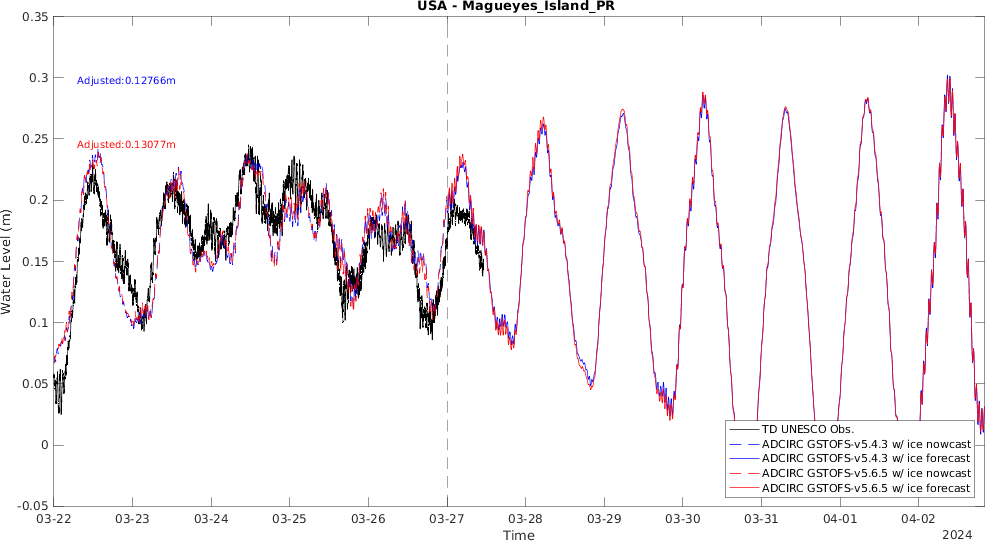 USA - Magueyes_Island_PR
0.35
0.3
0.25
0.2
0.15
0.1
0.05
0
-0.05
Water Level (m)
Adjusted:0.12766m
Adjusted:0.13077m
TD UNESCO Obs.
ADCIRC GSTOFS-v5.4.3 w/ ice nowcast
ADCIRC GSTOFS-v5.4.3 w/ ice forecast
ADCIRC GSTOFS-v5.6.5 w/ ice nowcast
ADCIRC GSTOFS-v5.6.5 w/ ice forecast
03-22 03-23 03-24 03-25 03-26 03-27 03-28 03-29 03-30 03-31 04-01 04-02
Time
2024